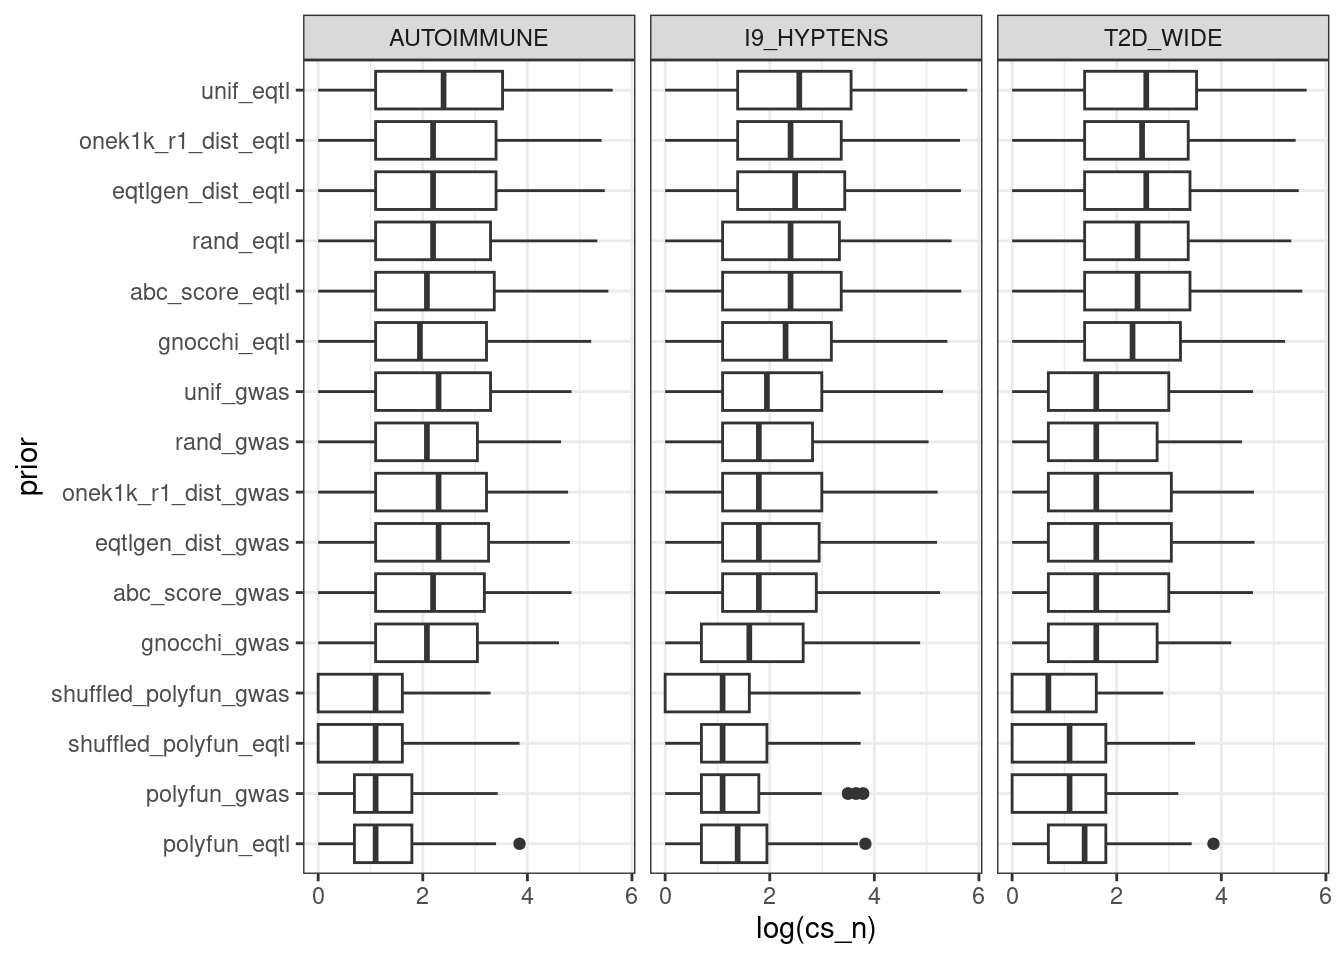 AUTOIMMUNE I9_HYPTENS T2D_WIDE
unif_eqtl
onek1k_r1_dist_eqtl
eqtlgen_dist_eqtl
rand_eqtl
abc_score_eqtl
gnocchi_eqtl
unif_gwas
rand_gwas
onek1k_r1_dist_gwas
eqtlgen_dist_gwas
abc_score_gwas
gnocchi_gwas
shuffled_polyfun_gwas
shuffled_polyfun_eqtl
polyfun_gwas
polyfun_eqtl
prior
0 2 4 6 0 2 4 6 0 2 4 6
log(cs_n)